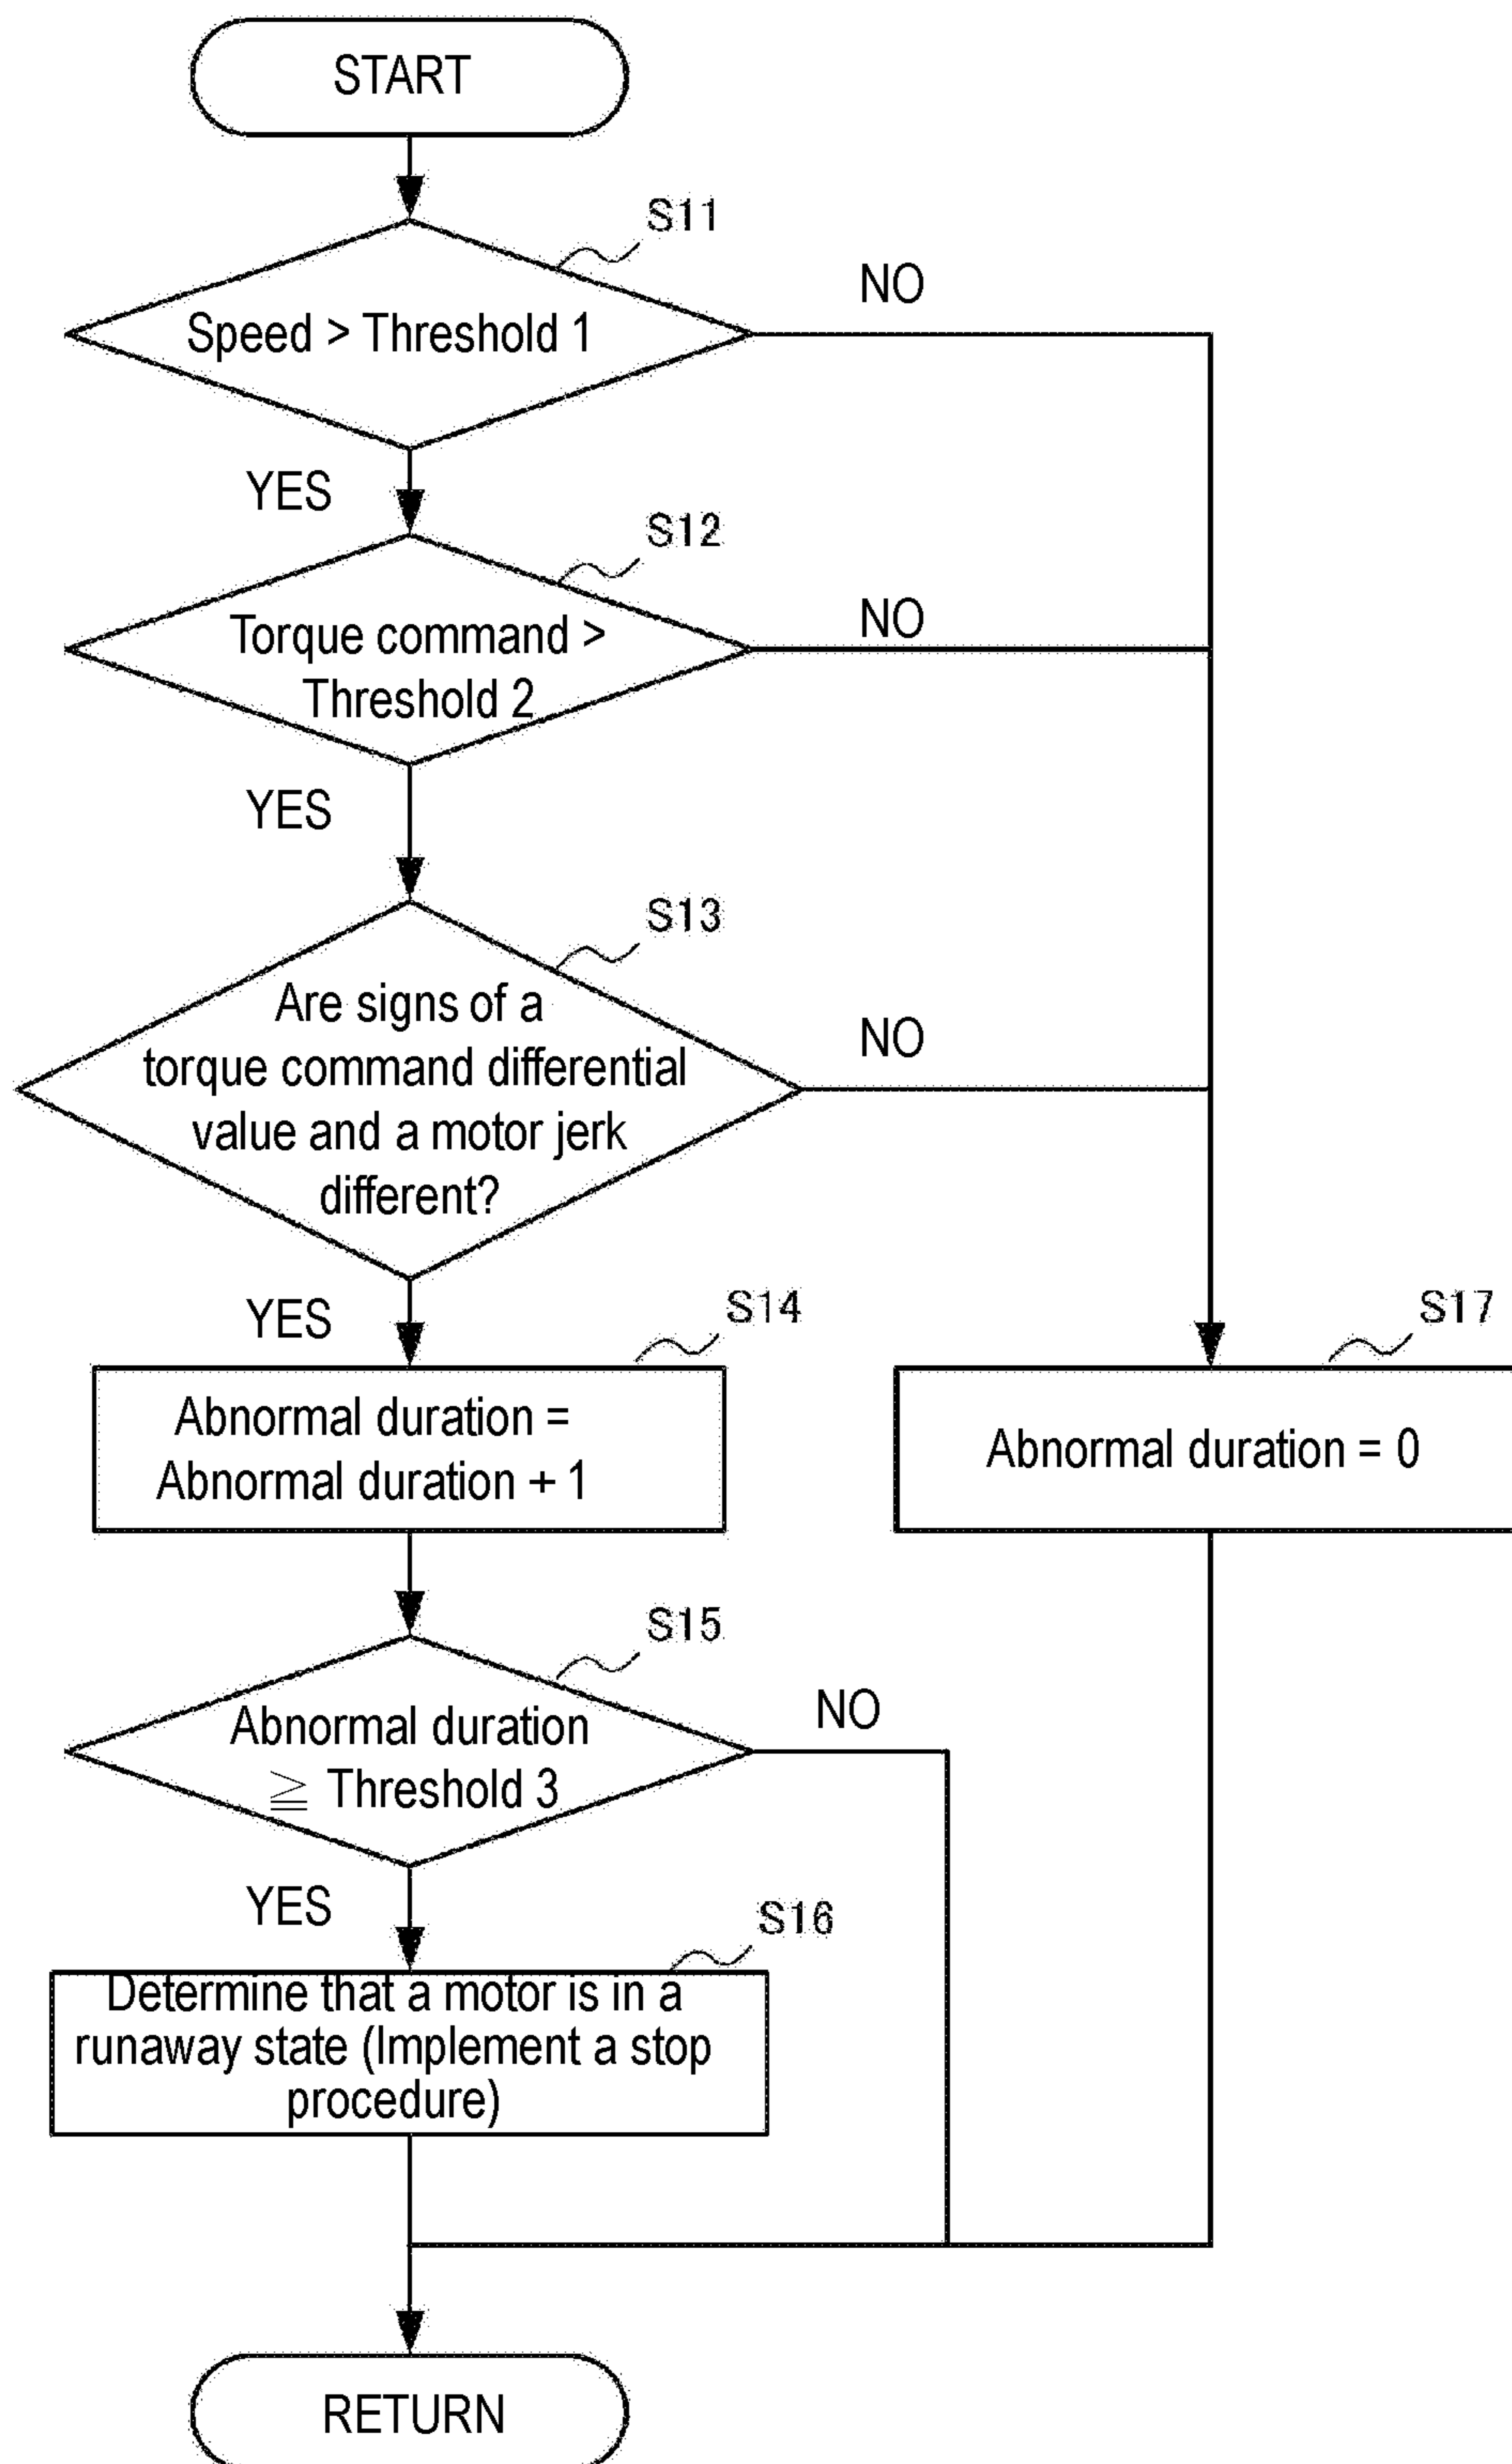 START
S11
Speed > Threshold 1
NO
YES
S12
Torque command >
Threshold 2
NO
YES
S13
Are signs of a
torque command differential
value and a motor jerk
different?
NO
YES
S14
Abnormal duration =
Abnormal duration + 1
S17
Abnormal duration = 0
S15
Abnormal duration
≧ Threshold 3
NO
YES
S16
Determine that a motor is in a
runaway state (Implement a stop
procedure)
RETURN